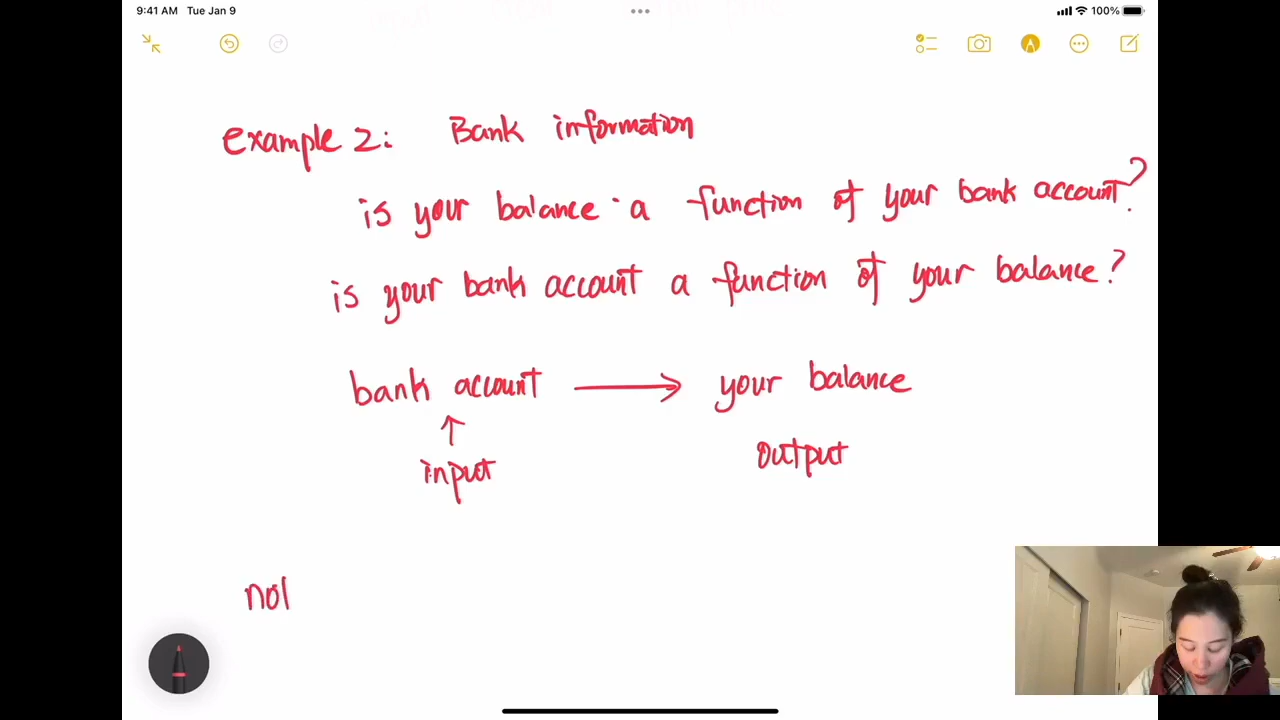 9:41 AM Tue Jan 9
100%
example 2: Bank information
is your balance a function of your bank account?
is your bank account a function of your balance?
bank account → your balance
↑
input output
not